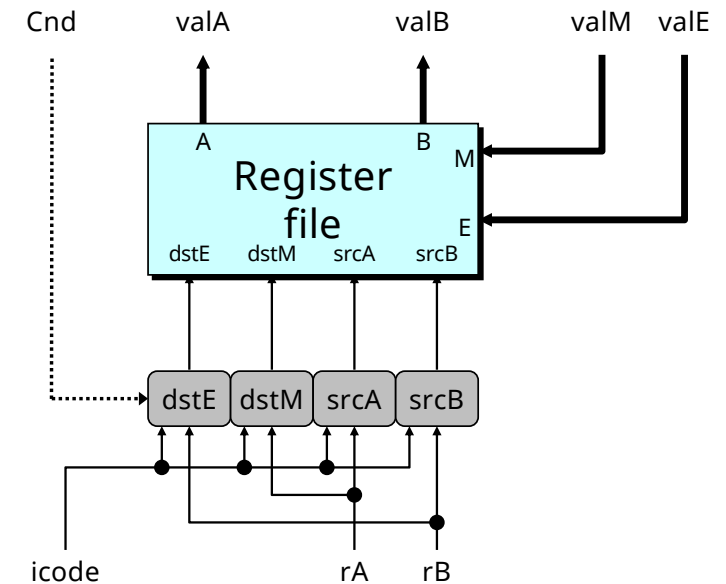 Cnd
valA
valB
valM
valE
A
B
M
Register
file
E
dstE
dstM
srcA
srcB
dstE
dstM
srcA
srcB
icode
rA
rB